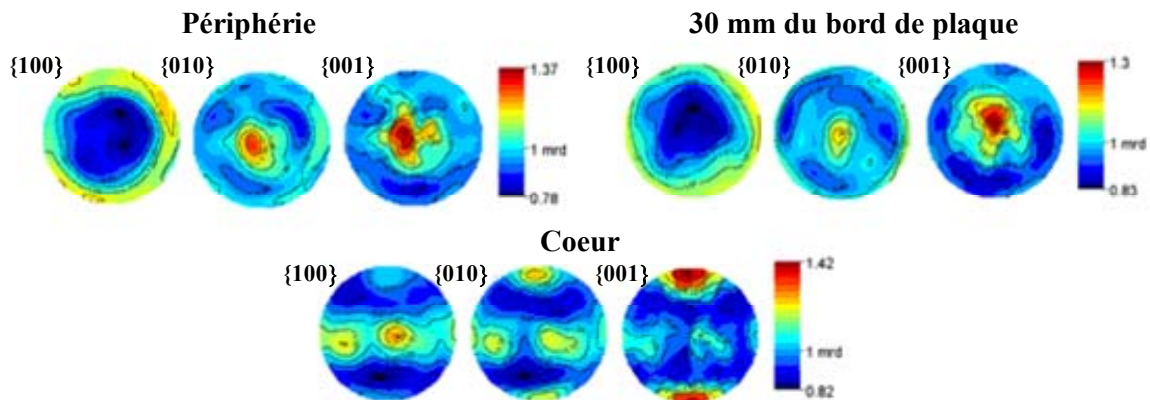 Périphérie
30 mm du bord de plaque
{100} {010} {001}
1.37
1 mrd
0.78
{100} {010} {001}
1.3
1 mrd
0.83
Coeur
{100} {010} {001}
1.42
1 mrd
0.82